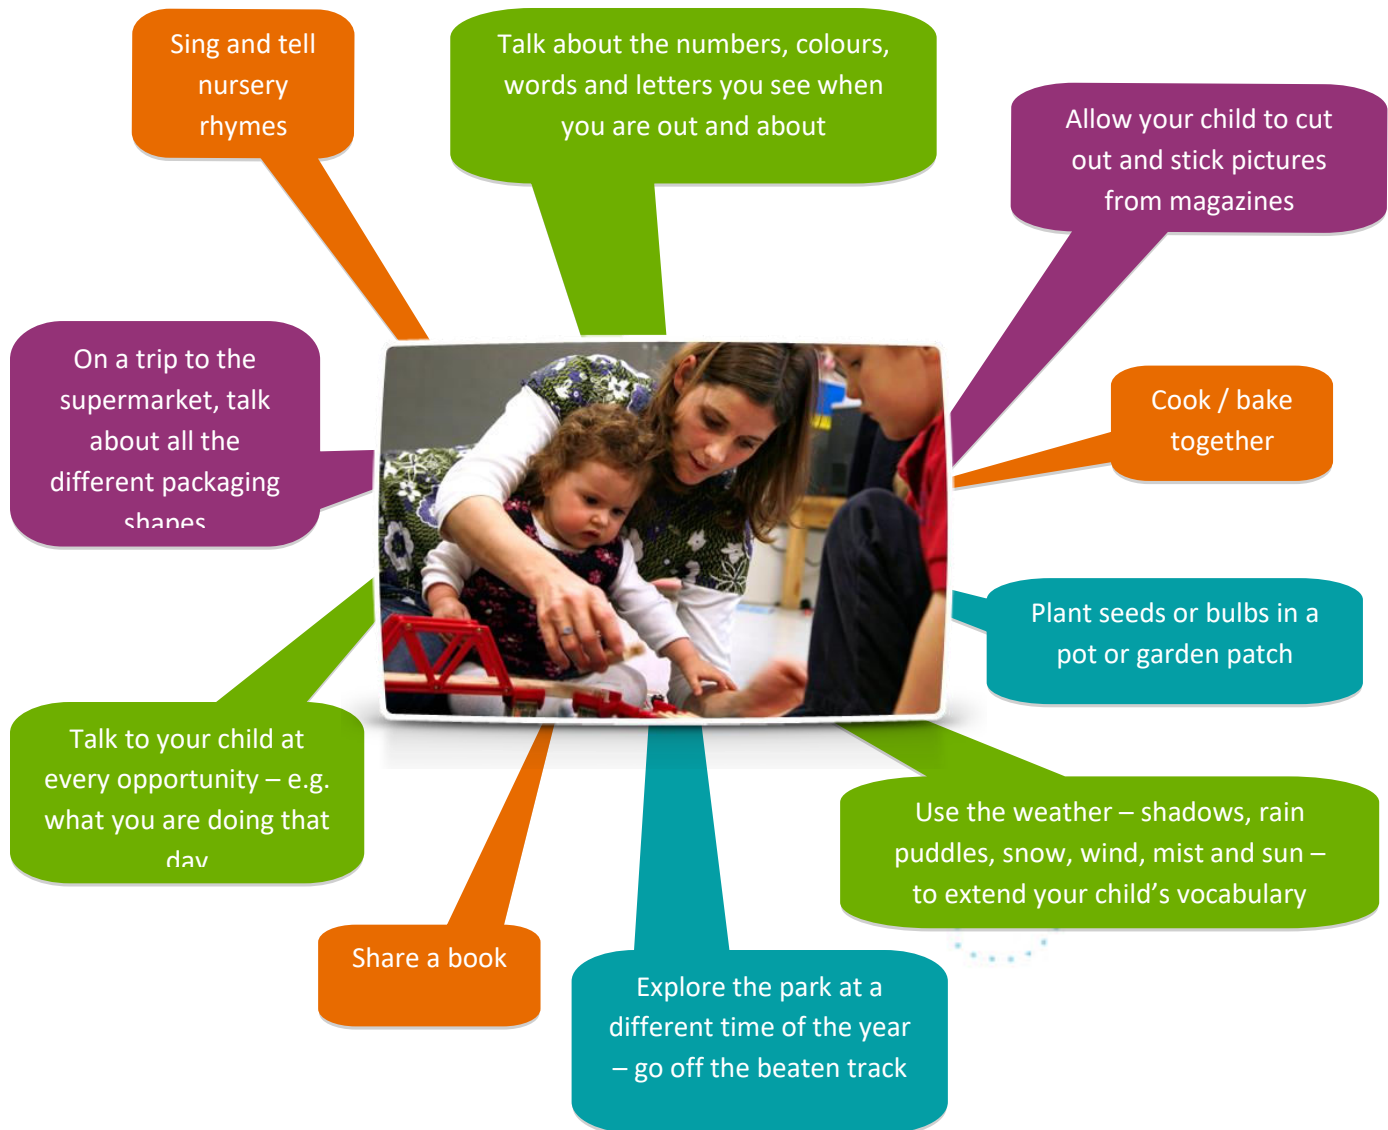 Sing and tell
nursery
rhymes
Talk about the numbers, colours,
words and letters you see when
you are out and about
Allow your child to cut
out and stick pictures
from magazines
On a trip to the
supermarket, talk
about all the
different packaging
shapes
Cook / bake
together
Plant seeds or bulbs in a
pot or garden patch
Talk to your child at
every opportunity – e.g.
what you are doing that
day
Use the weather – shadows, rain
puddles, snow, wind, mist and sun –
to extend your child’s vocabulary
Share a book
Explore the park at a
different time of the year
– go off the beaten track